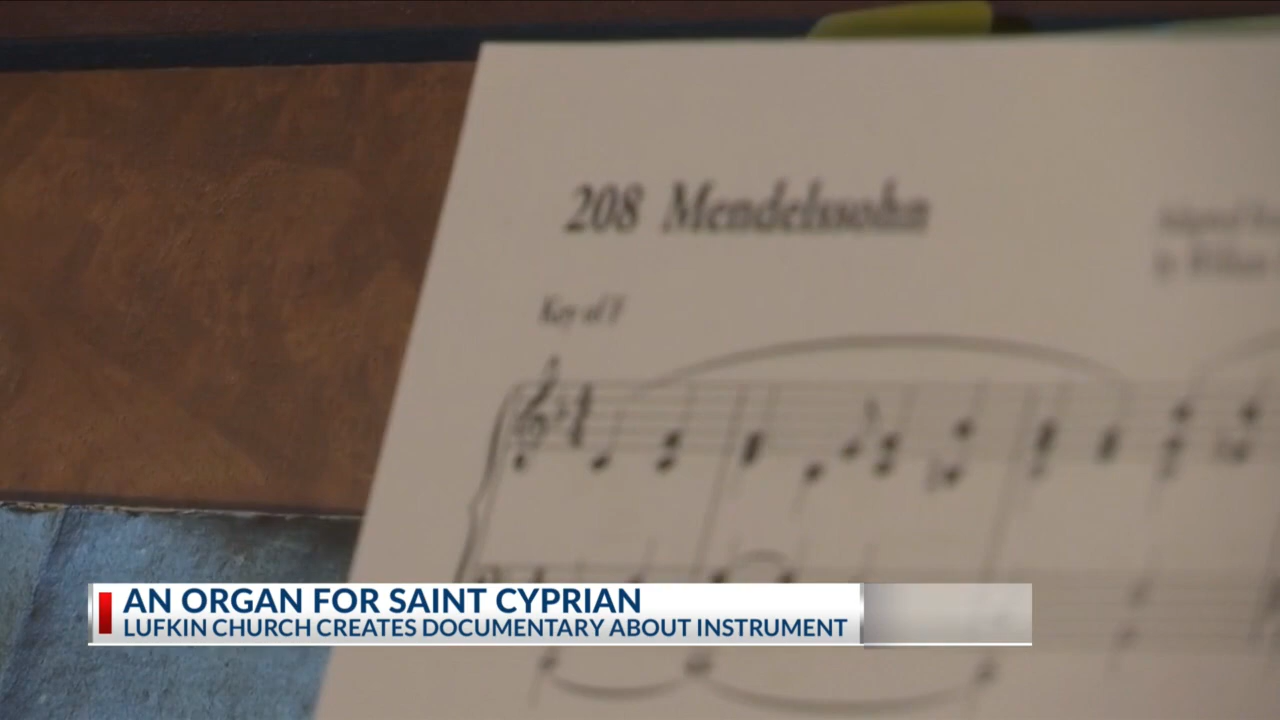 208 Mendelssohn
Key of F
AN ORGAN FOR SAINT CYPRIAN
LUFKIN CHURCH CREATES DOCUMENTARY ABOUT INSTRUMENT